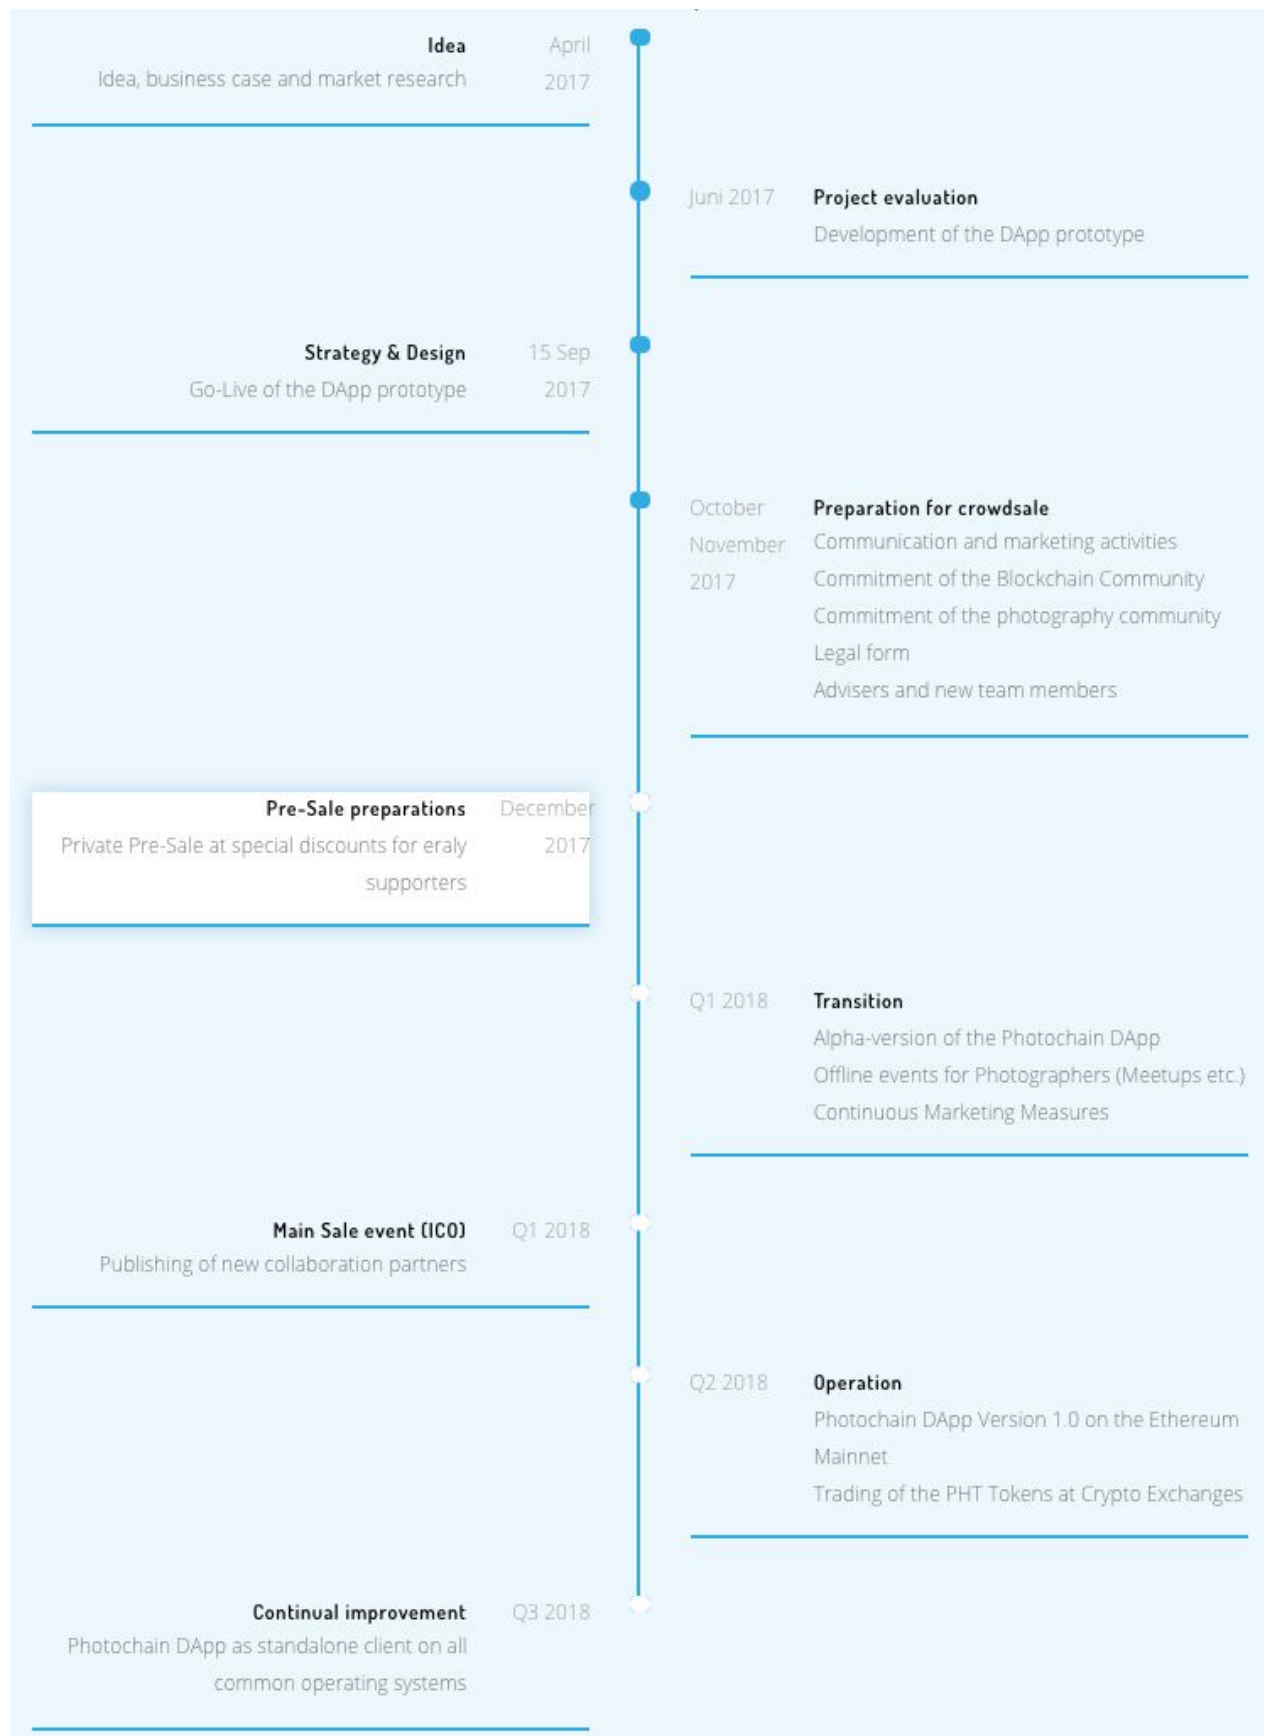 Idea
April
Idea, business case and market research
2017
Juni 2017
Project evaluation
Development of the DApp prototype
Strategy & Design
15 Sep
Go-Live of the DApp prototype
2017
October
Preparation for crowdsale
November
Communication and marketing activities
2017
Commitment of the Blockchain Community
Commitment of the photography community
Legal form
Advisers and new team members
Pre-Sale preparations
December
Private Pre-Sale at special discounts for eraly
2017
supporters
Q1 2018
Transition
Alpha-version of the Photochain DApp
Offline events for Photographers (Meetups etc.)
Continuous Marketing Measures
Main Sale event (ICO)
Q1 2018
Publishing of new collaboration partners
Q2 2018
Operation
Photochain DApp Version 1.0 on the Ethereum
Mainnet
Trading of the PHT Tokens at Crypto Exchanges
Continual improvement
Q3 2018
Photochain DApp as standalone client on all
common operating systems